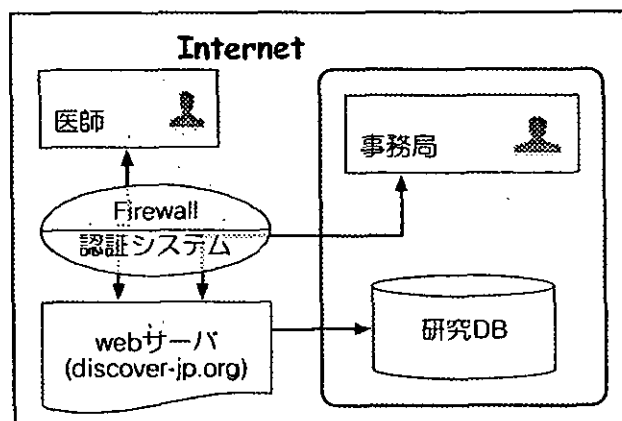 Internet
医師
事務局
Firewall
認証システム
webサーバ
(discover-jp.org)
研究DB